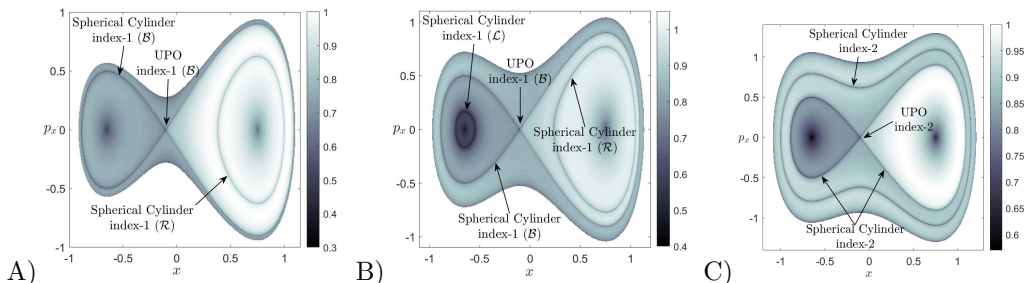 Spherical Cylinder
index-1 (B)
UPO
index-1 (B)
Spherical Cylinder
index-1 (R)
1
0.5
0
-0.5
-1
p_x
-1
-0.5
0
0.5
1
x
1
0.9
0.8
0.7
0.6
0.5
0.4
0.3
A)
Spherical Cylinder
index-1 (L)
UPO
index-1 (B)
Spherical Cylinder
index-1 (R)
Spherical Cylinder
index-1 (B)
1
0.5
0
-0.5
-1
p_x
-1
-0.5
0
0.5
1
x
1
0.9
0.8
0.7
0.6
0.5
0.4
B)
Spherical Cylinder
index-2
UPO
index-2
Spherical Cylinder
index-2
1
0.5
0
-0.5
-1
p_x
-1
-0.5
0
0.5
1
x
1
0.95
0.9
0.85
0.8
0.75
0.7
0.65
0.6
C)